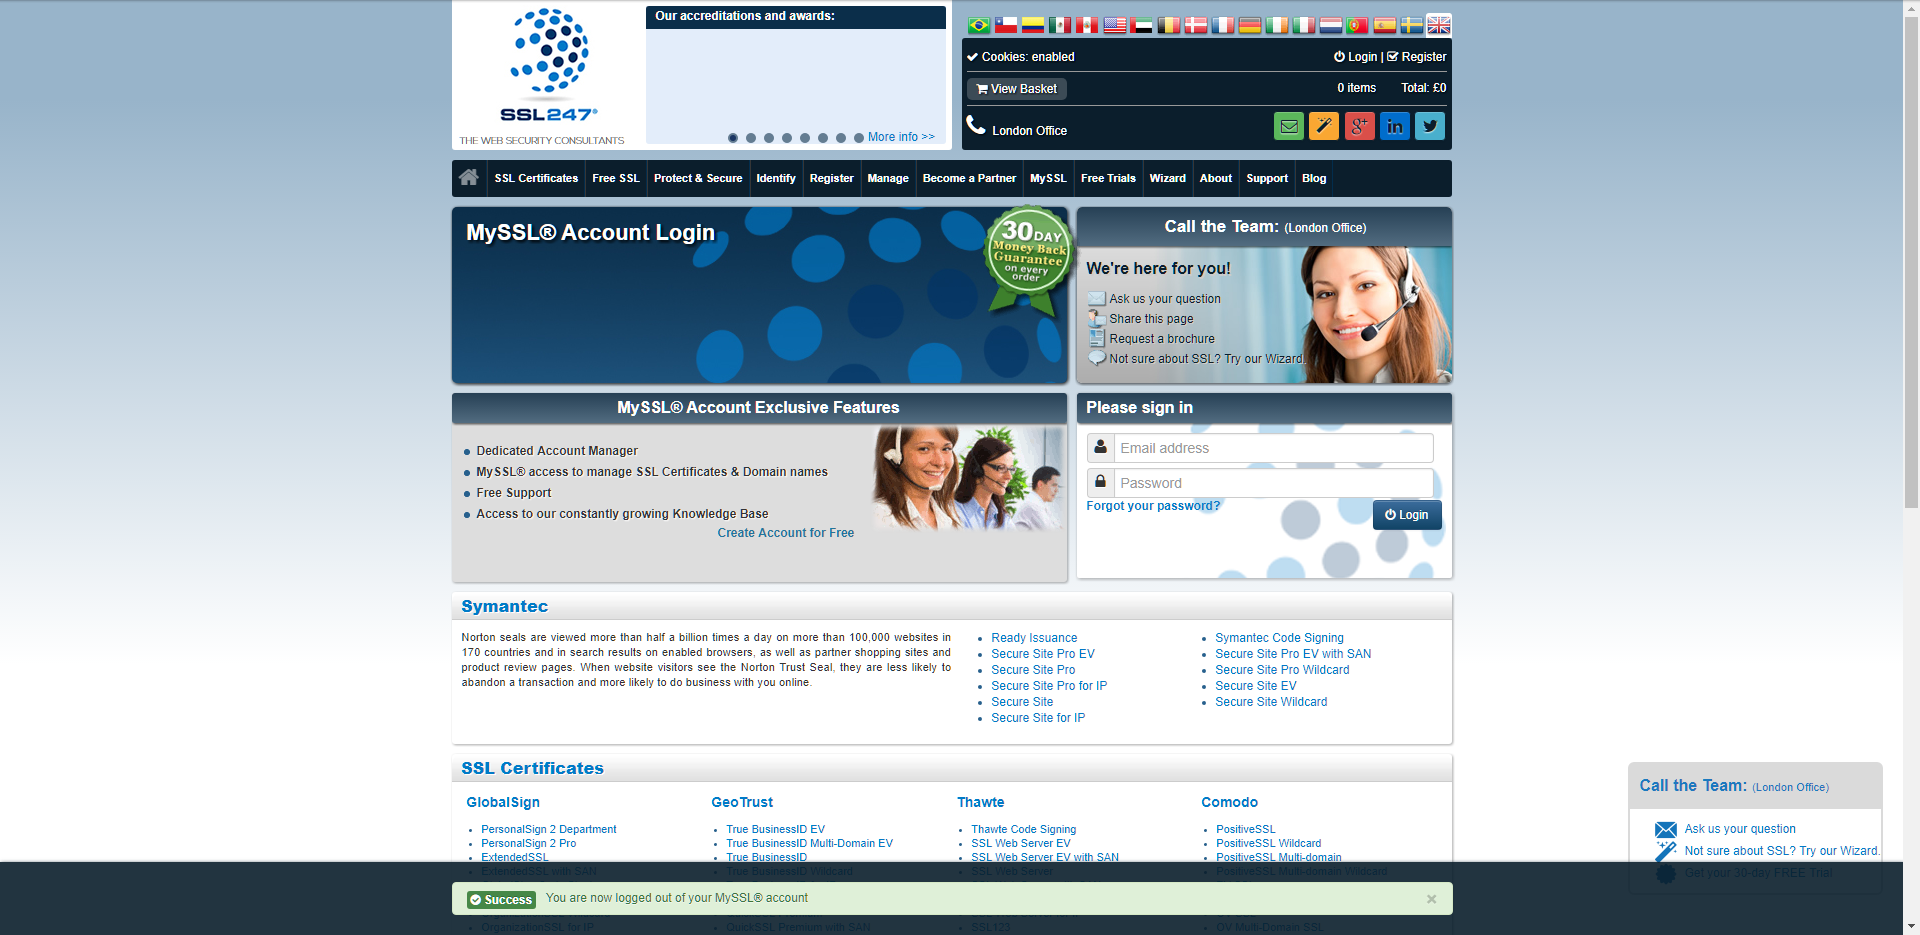 Our accreditations and awards:
SSL247®
THE WEB SECURITY CONSULTANTS
More info >>
Cookies: enabled
Login | Register
View Basket
0 items
Total: £0
London Office
SSL Certificates
Free SSL
Protect & Secure
Identify
Register
Manage
Become a Partner
MySSL
Free Trials
Wizard
About
Support
Blog
MySSL® Account Login
30 DAY
Money Back
Guarantee
on every
order
Call the Team: (London Office)
We're here for you!
Ask us your question
Share this page
Request a brochure
Not sure about SSL? Try our Wizard.
MySSL® Account Exclusive Features
Dedicated Account Manager
MySSL® access to manage SSL Certificates & Domain names
Free Support
Access to our constantly growing Knowledge Base
Create Account for Free
Please sign in
Email address
Password
Forgot your password?
Login
Symantec
Norton seals are viewed more than half a billion times a day on more than 100,000 websites in
170 countries and in search results on enabled browsers, as well as partner shopping sites and
product review pages. When website visitors see the Norton Trust Seal, they are less likely to
abandon a transaction and more likely to do business with you online.
Ready Issuance
Secure Site Pro EV
Secure Site Pro
Secure Site Pro for IP
Secure Site
Secure Site for IP
Symantec Code Signing
Secure Site Pro EV with SAN
Secure Site Pro Wildcard
Secure Site EV
Secure Site Wildcard
SSL Certificates
GlobalSign
PersonalSign 2 Department
PersonalSign 2 Pro
ExtendedSSL
ExtendedSSL with SAN
OrganizationSSL for IP
GeoTrust
True BusinessID EV
True BusinessID Multi-Domain EV
True BusinessID
True BusinessID Wildcard
QuickSSL Premium with SAN
Thawte
Thawte Code Signing
SSL Web Server EV
SSL Web Server EV with SAN
SSL Web Server
SSL123
Comodo
PositiveSSL
PositiveSSL Wildcard
PositiveSSL Multi-domain
PositiveSSL Multi-domain Wildcard
OV Multi-Domain SSL
Call the Team: (London Office)
Ask us your question
Not sure about SSL? Try our Wizard.
Get your 30-day FREE Trial
Success
You are now logged out of your MySSL® account
×